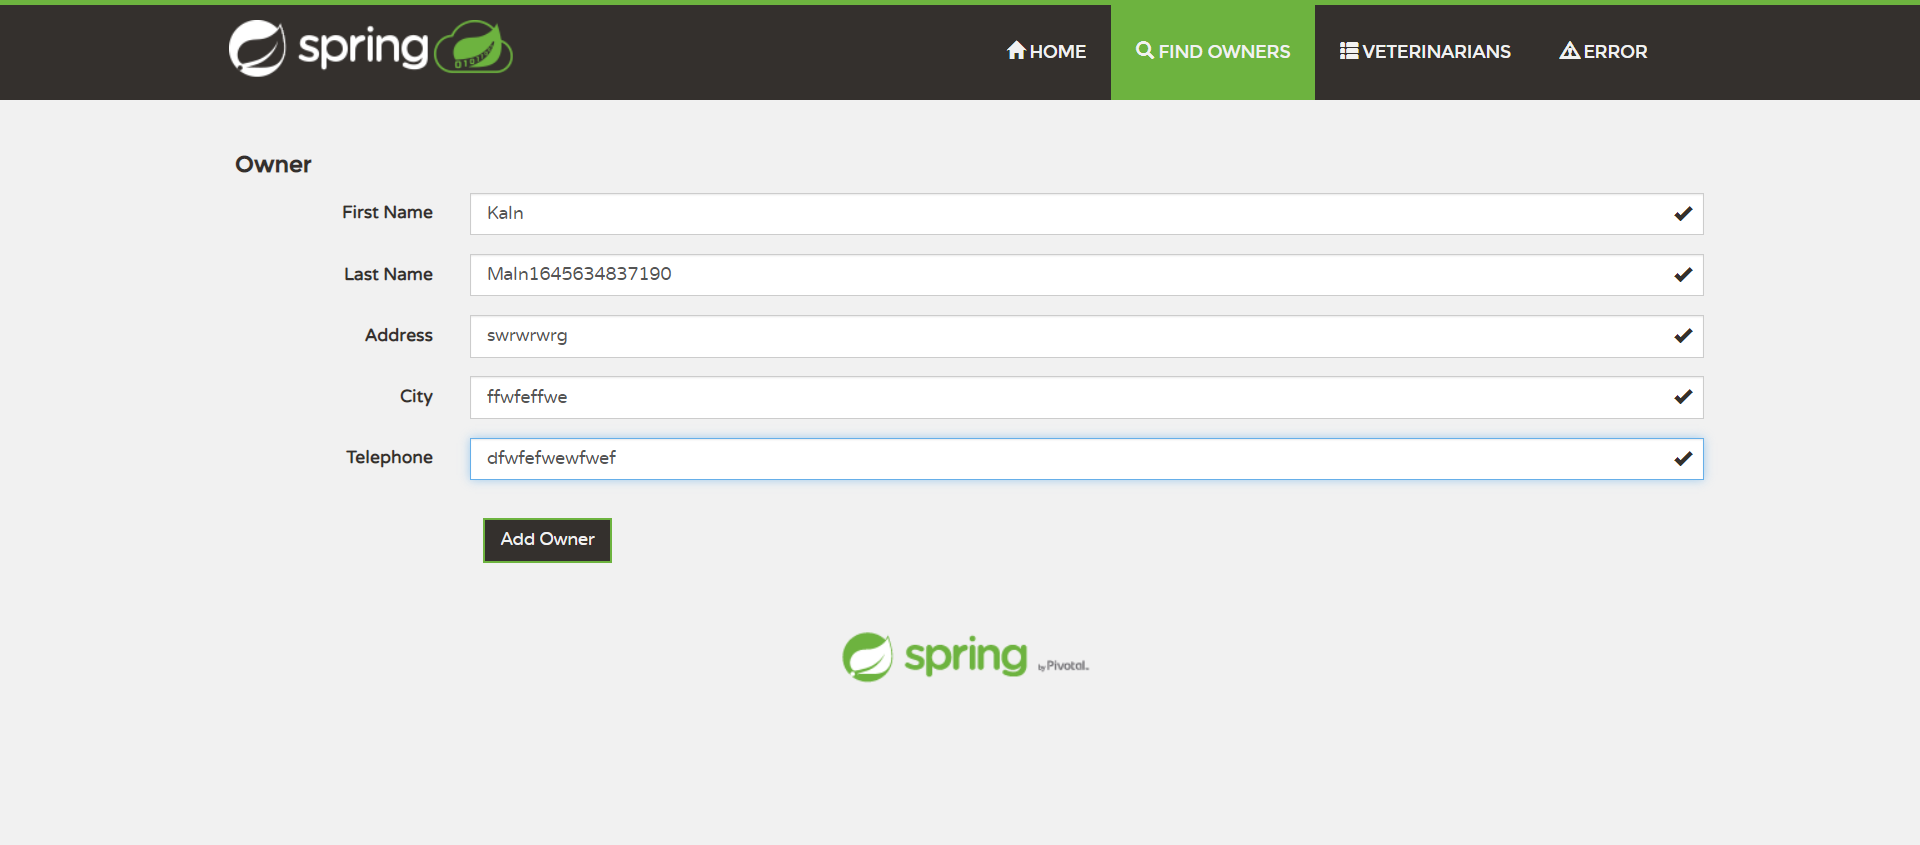 spring
HOME
FIND OWNERS
VETERINARIANS
ERROR
Owner
First Name
Kaln
Last Name
Maln1645634837190
Address
swrwrwrg
City
ffwfeffwe
Telephone
dfwfefwewfwef
Add Owner
spring by Pivotal